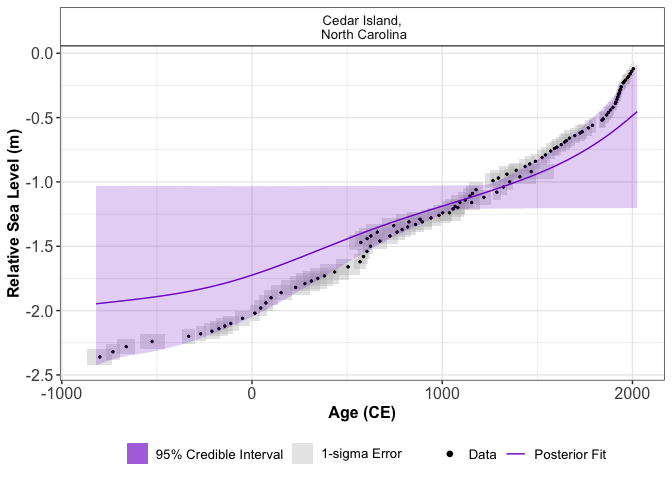 Cedar Island,
North Carolina
0.0
-0.5
-1.0
-1.5
-2.0
-2.5
Relative Sea Level (m)
-1000
0
1000
2000
Age (CE)
95% Credible Interval
1-sigma Error
Data
Posterior Fit